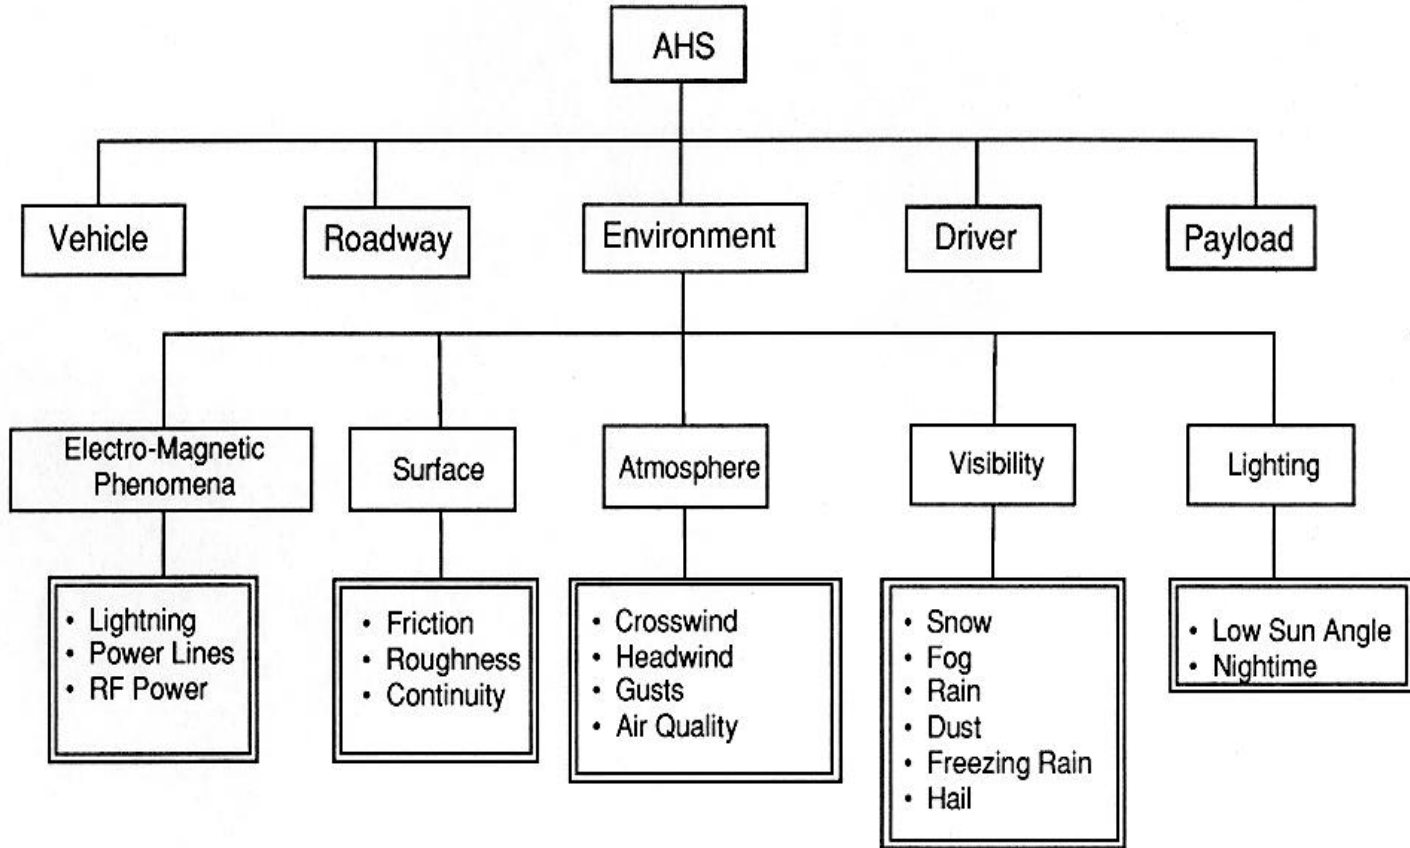 AHS
Vehicle
Roadway
Environment
Driver
Payload
Electro-Magnetic
Phenomena
Surface
Atmosphere
Visibility
Lighting
• Lightning
• Power Lines
• RF Power
• Friction
• Roughness
• Continuity
• Crosswind
• Headwind
• Gusts
• Air Quality
• Snow
• Fog
• Rain
• Dust
• Freezing Rain
• Hail
• Low Sun Angle
• Nightime